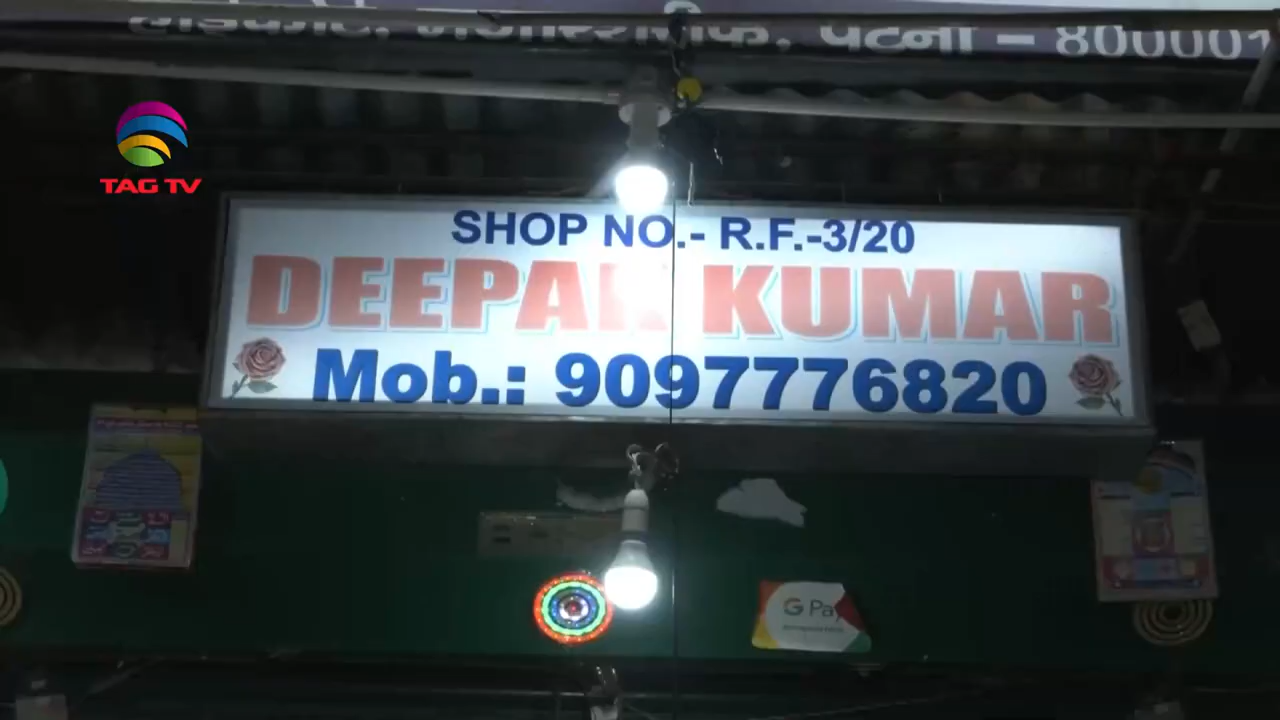 पटना - 800001
TAG TV
SHOP NO.- R.F.-3/20
DEEPAK KUMAR
Mob.: 9097776820
G Pay